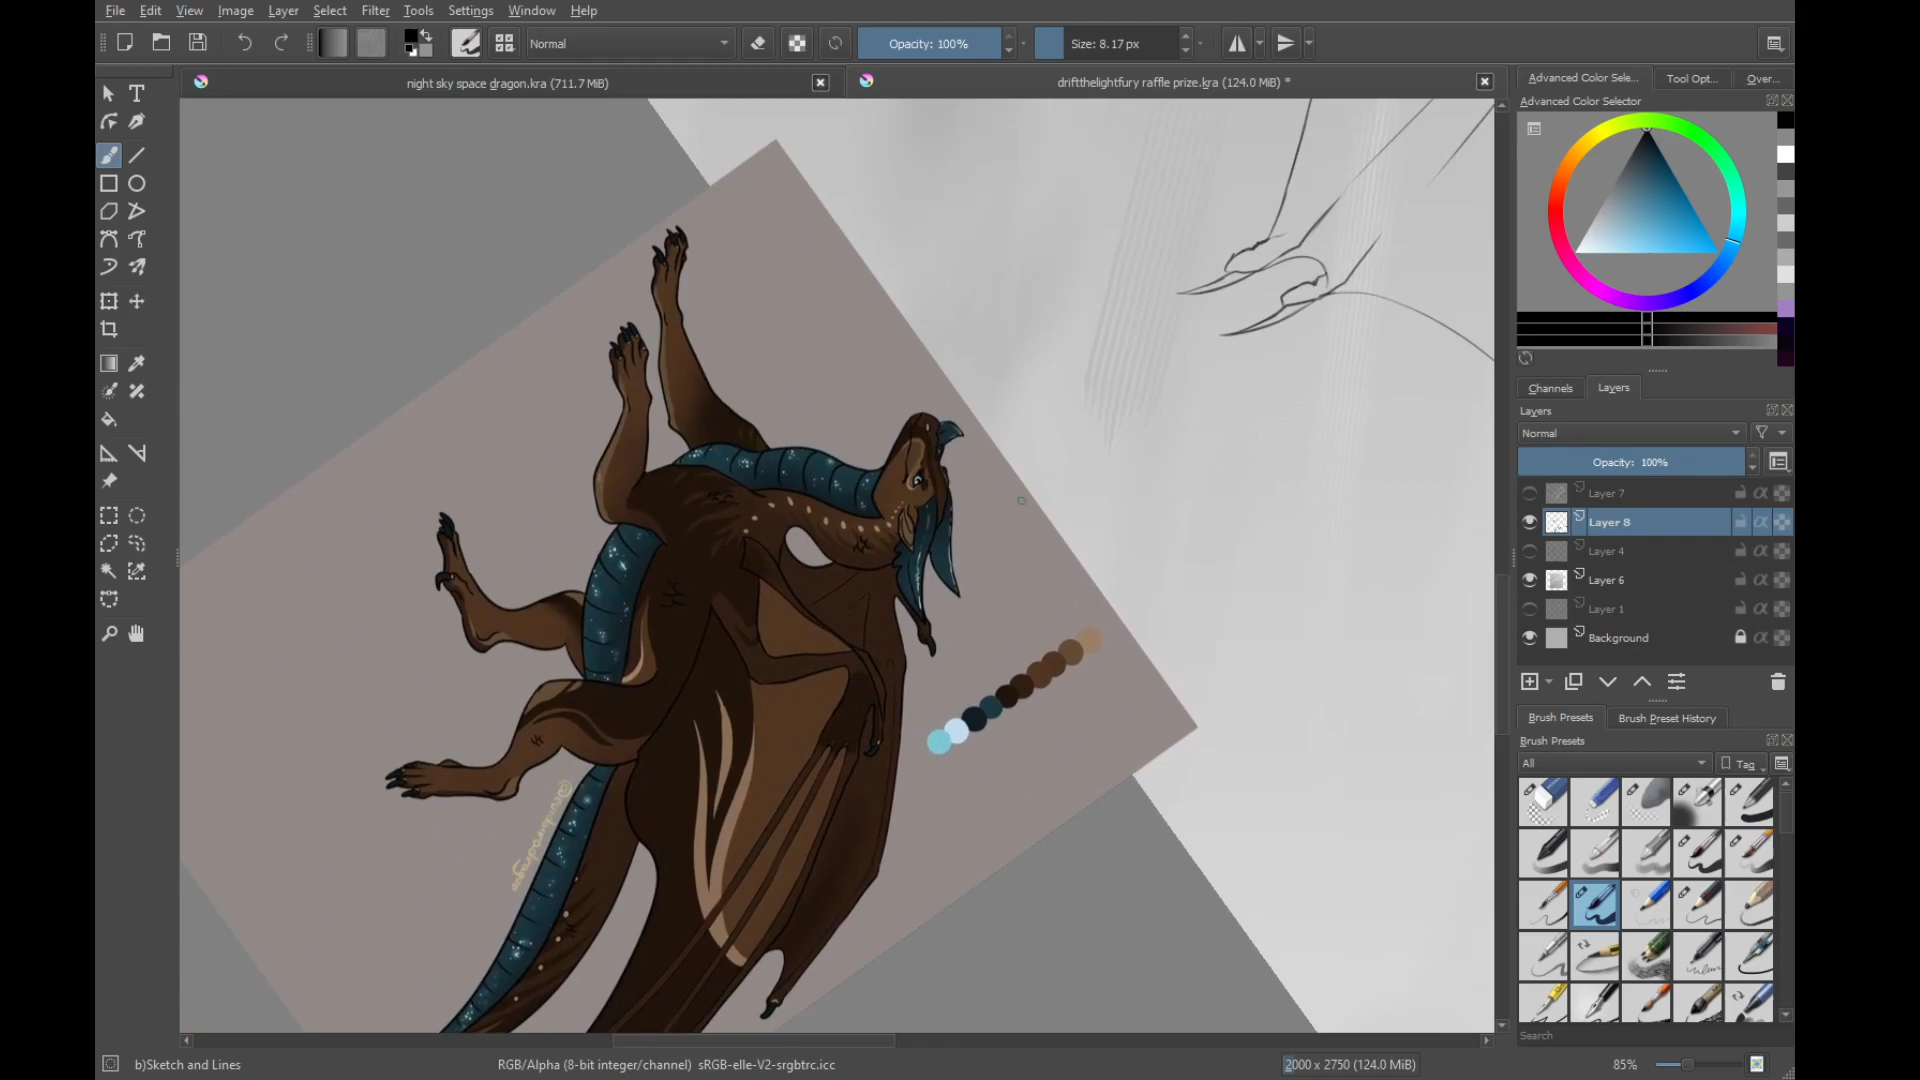 File Edit View Image Layer Select Filter Tools Settings Window Help
Normal
Opacity: 100%
Size: 8.17 px
night sky space dragon.kra (711.7 MiB)
driftthelightfury raffle prize.kra (124.0 MiB) *
Advanced Color Sele... Tool Opt... Over...
Advanced Color Selector
Channels Layers
Layers
Normal
Opacity: 100%
Layer 7
Layer 8
Layer 4
Layer 6
Layer 1
Background
Brush Presets Brush Preset History
Brush Presets
All
Tag
Search
b)Sketch and Lines
RGB/Alpha (8-bit integer/channel) sRGB-elle-V2-srgbtrc.icc
2000 x 2750 (124.0 MiB)
85%